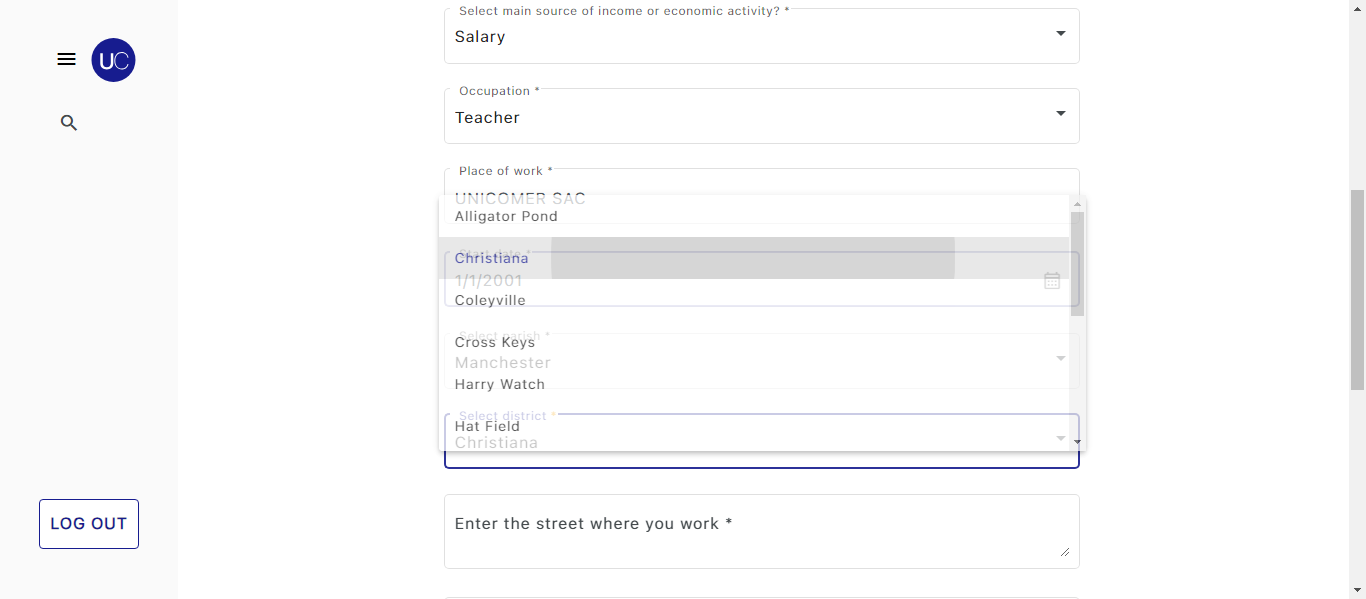 Select main source of income or economic activity? *
Salary
UC
Occupation *
Teacher
Place of work *
UNICOMER SAC
Alligator Pond
Start date *
Christiana
1/1/2001
Coleyville
Select parish *
Cross Keys
Manchester
Harry Watch
Select district *
Hat Field
Christiana
LOG OUT
Enter the street where you work *